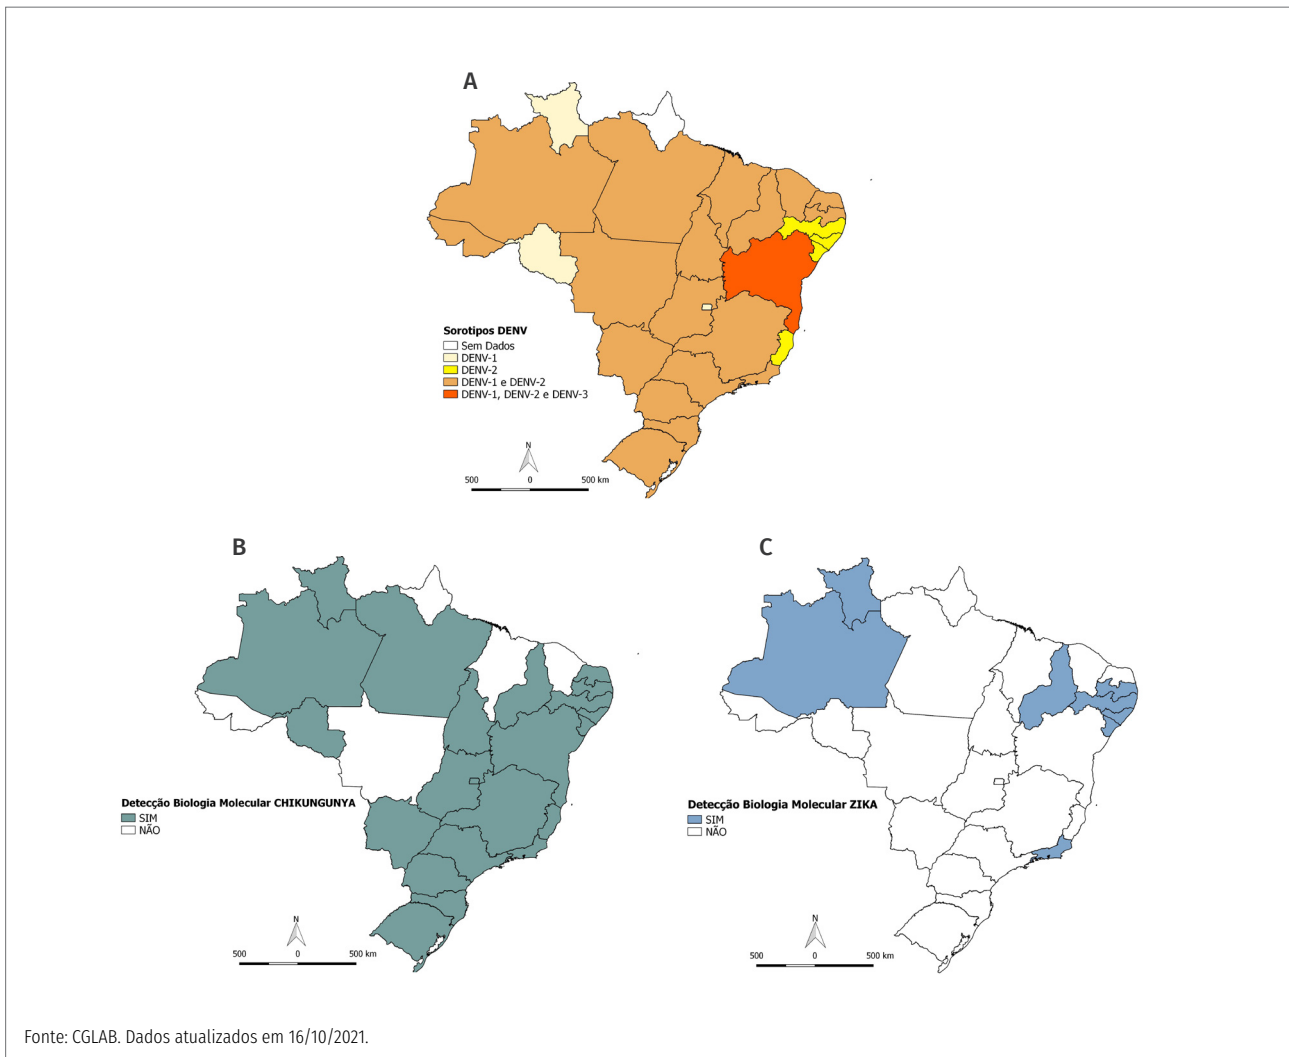 A
Sorotipos DENV
Sem Dados
DENV-1
DENV-2
DENV-1 e DENV-2
DENV-1, DENV-2 e DENV-3
N
500 0 500 km
B
Detecção Biologia Molecular CHIKUNGUNYA
SIM
NÃO
N
500 0 500 km
C
Detecção Biologia Molecular ZIKA
SIM
NÃO
N
500 0 500 km
Fonte: CGLAB. Dados atualizados em 16/10/2021.